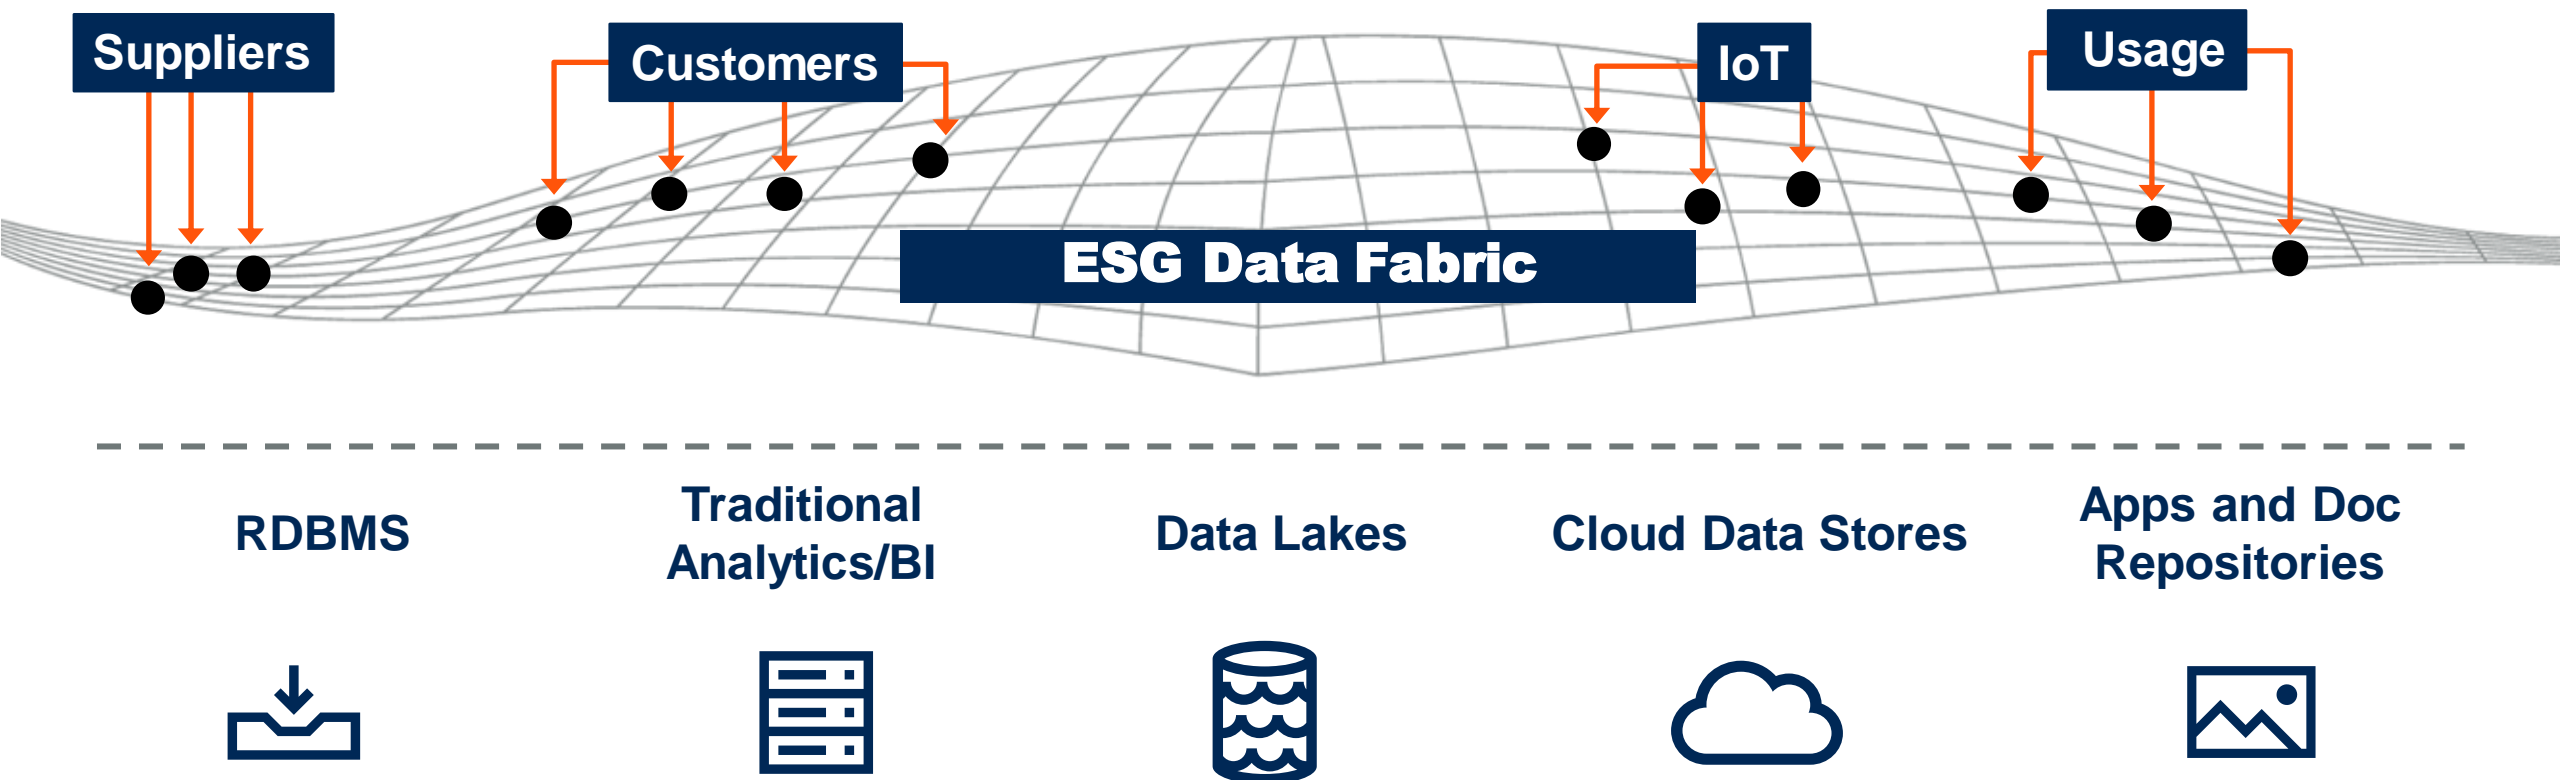 Suppliers
Customers
IoT
Usage
ESG Data Fabric
RDBMS
Traditional
Analytics/BI
Data Lakes
Cloud Data Stores
Apps and Doc
Repositories